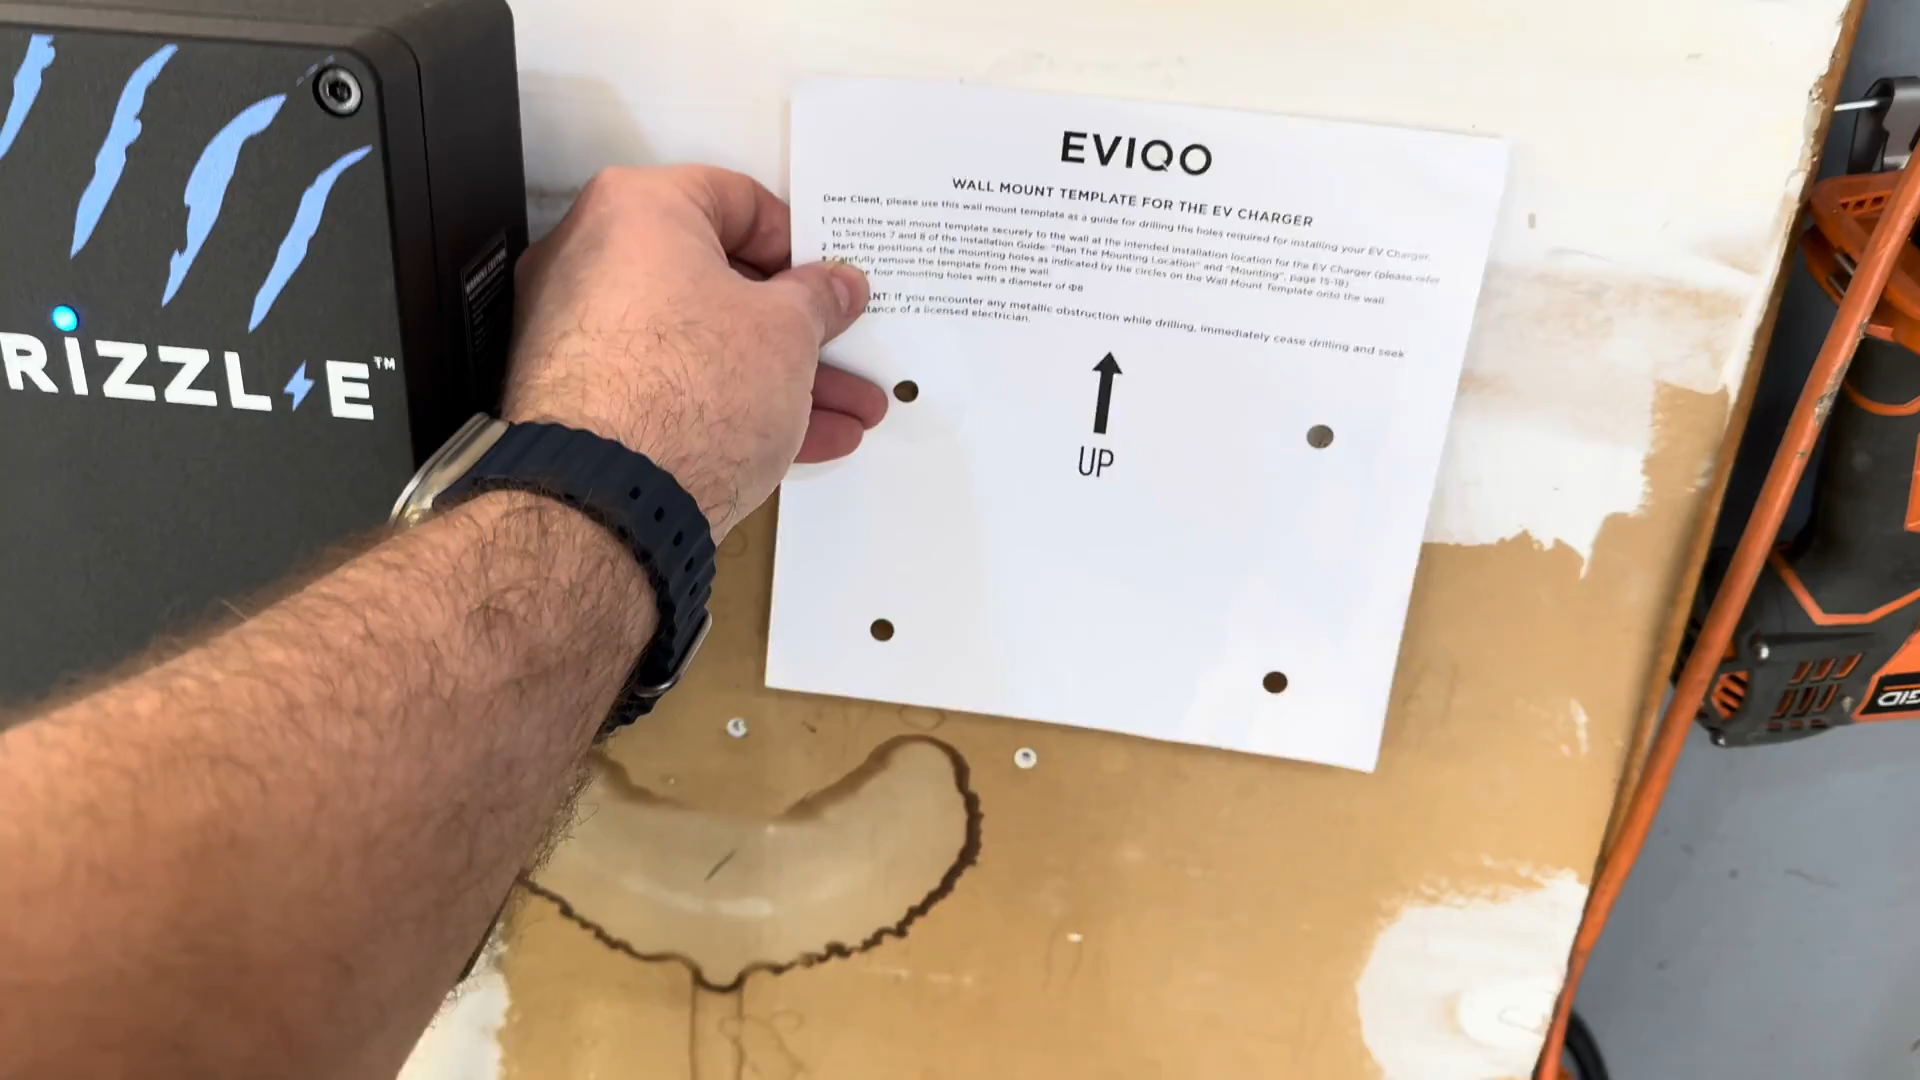 RIZZL E™
WARNING CAUTION
EVIQO
WALL MOUNT TEMPLATE FOR THE EV CHARGER
Dear Client, please use this wall mount template as a guide for drilling the holes required for installing your EV Charger.
1. Attach the wall mount template securely to the wall at the intended installation location for the EV Charger (please refer
to Sections 7 and 8 of the Installation Guide: "Plan The Mounting Location" and "Mounting", page 15-18)
2. Mark the positions of the mounting holes as indicated by the circles on the Wall Mount Template onto the wall
Carefully remove the template from the wall.
four mounting holes with a diameter of Φ8
ANT: If you encounter any metallic obstruction while drilling, immediately cease drilling and seek
tance of a licensed electrician.
UP
GID